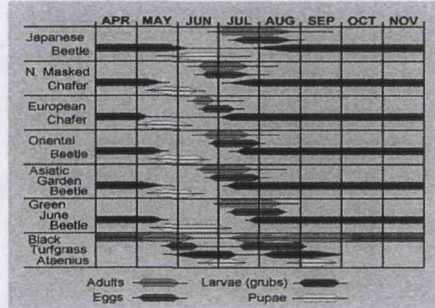 APR MAY JUN JUL AUG SEP OCT NOV
Japanese
Beetle
N. Masked
Chafer
European
Chafer
Oriental
Beetle
Asiatic
Garden
Beetle
Green
June
Beetle
Black
Turfgrass
Ataenius
Adults Larvae (grubs)
Eggs Pupae